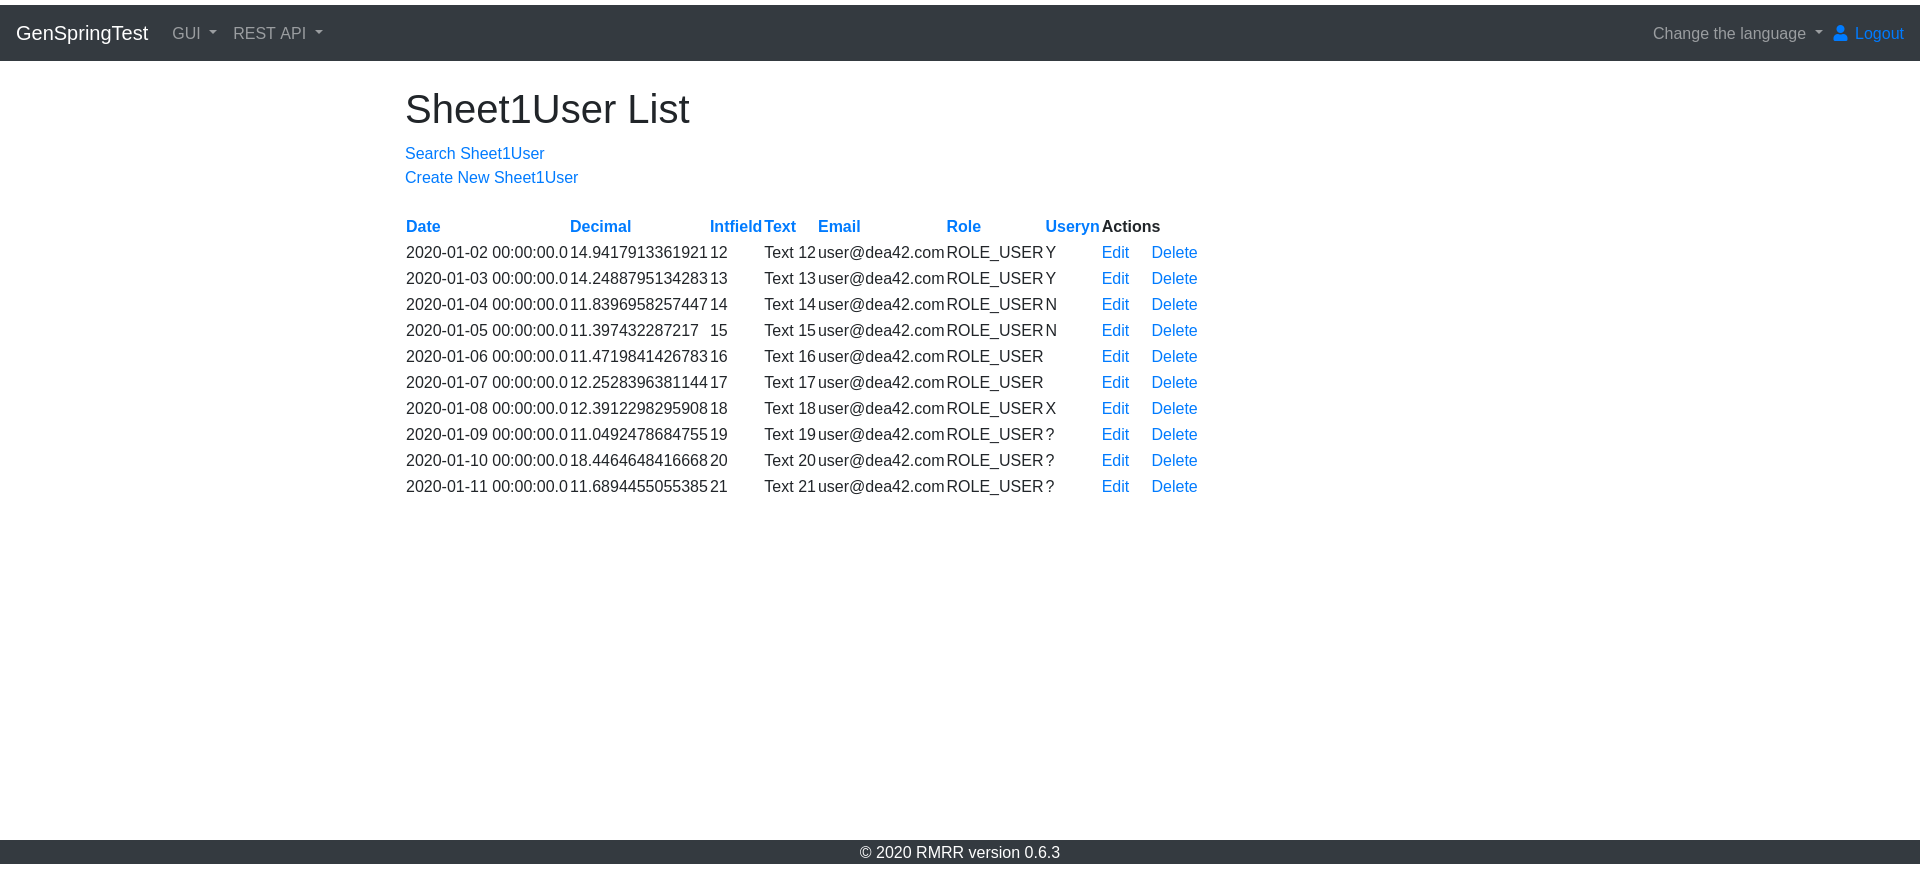 GenSpringTest GUI REST API Change the language Logout
Sheet1User List
Search Sheet1User
Create New Sheet1User
Date Decimal Intfield Text Email Role Useryn Actions
2020-01-02 00:00:00.0 14.9417913361921 12 Text 12 user@dea42.com ROLE_USER Y Edit Delete
2020-01-03 00:00:00.0 14.2488795134283 13 Text 13 user@dea42.com ROLE_USER Y Edit Delete
2020-01-04 00:00:00.0 11.8396958257447 14 Text 14 user@dea42.com ROLE_USER N Edit Delete
2020-01-05 00:00:00.0 11.397432287217 15 Text 15 user@dea42.com ROLE_USER N Edit Delete
2020-01-06 00:00:00.0 11.4719841426783 16 Text 16 user@dea42.com ROLE_USER Edit Delete
2020-01-07 00:00:00.0 12.2528396381144 17 Text 17 user@dea42.com ROLE_USER Edit Delete
2020-01-08 00:00:00.0 12.3912298295908 18 Text 18 user@dea42.com ROLE_USER X Edit Delete
2020-01-09 00:00:00.0 11.0492478684755 19 Text 19 user@dea42.com ROLE_USER ? Edit Delete
2020-01-10 00:00:00.0 18.4464648416668 20 Text 20 user@dea42.com ROLE_USER ? Edit Delete
2020-01-11 00:00:00.0 11.6894455055385 21 Text 21 user@dea42.com ROLE_USER ? Edit Delete
© 2020 RMRR version 0.6.3